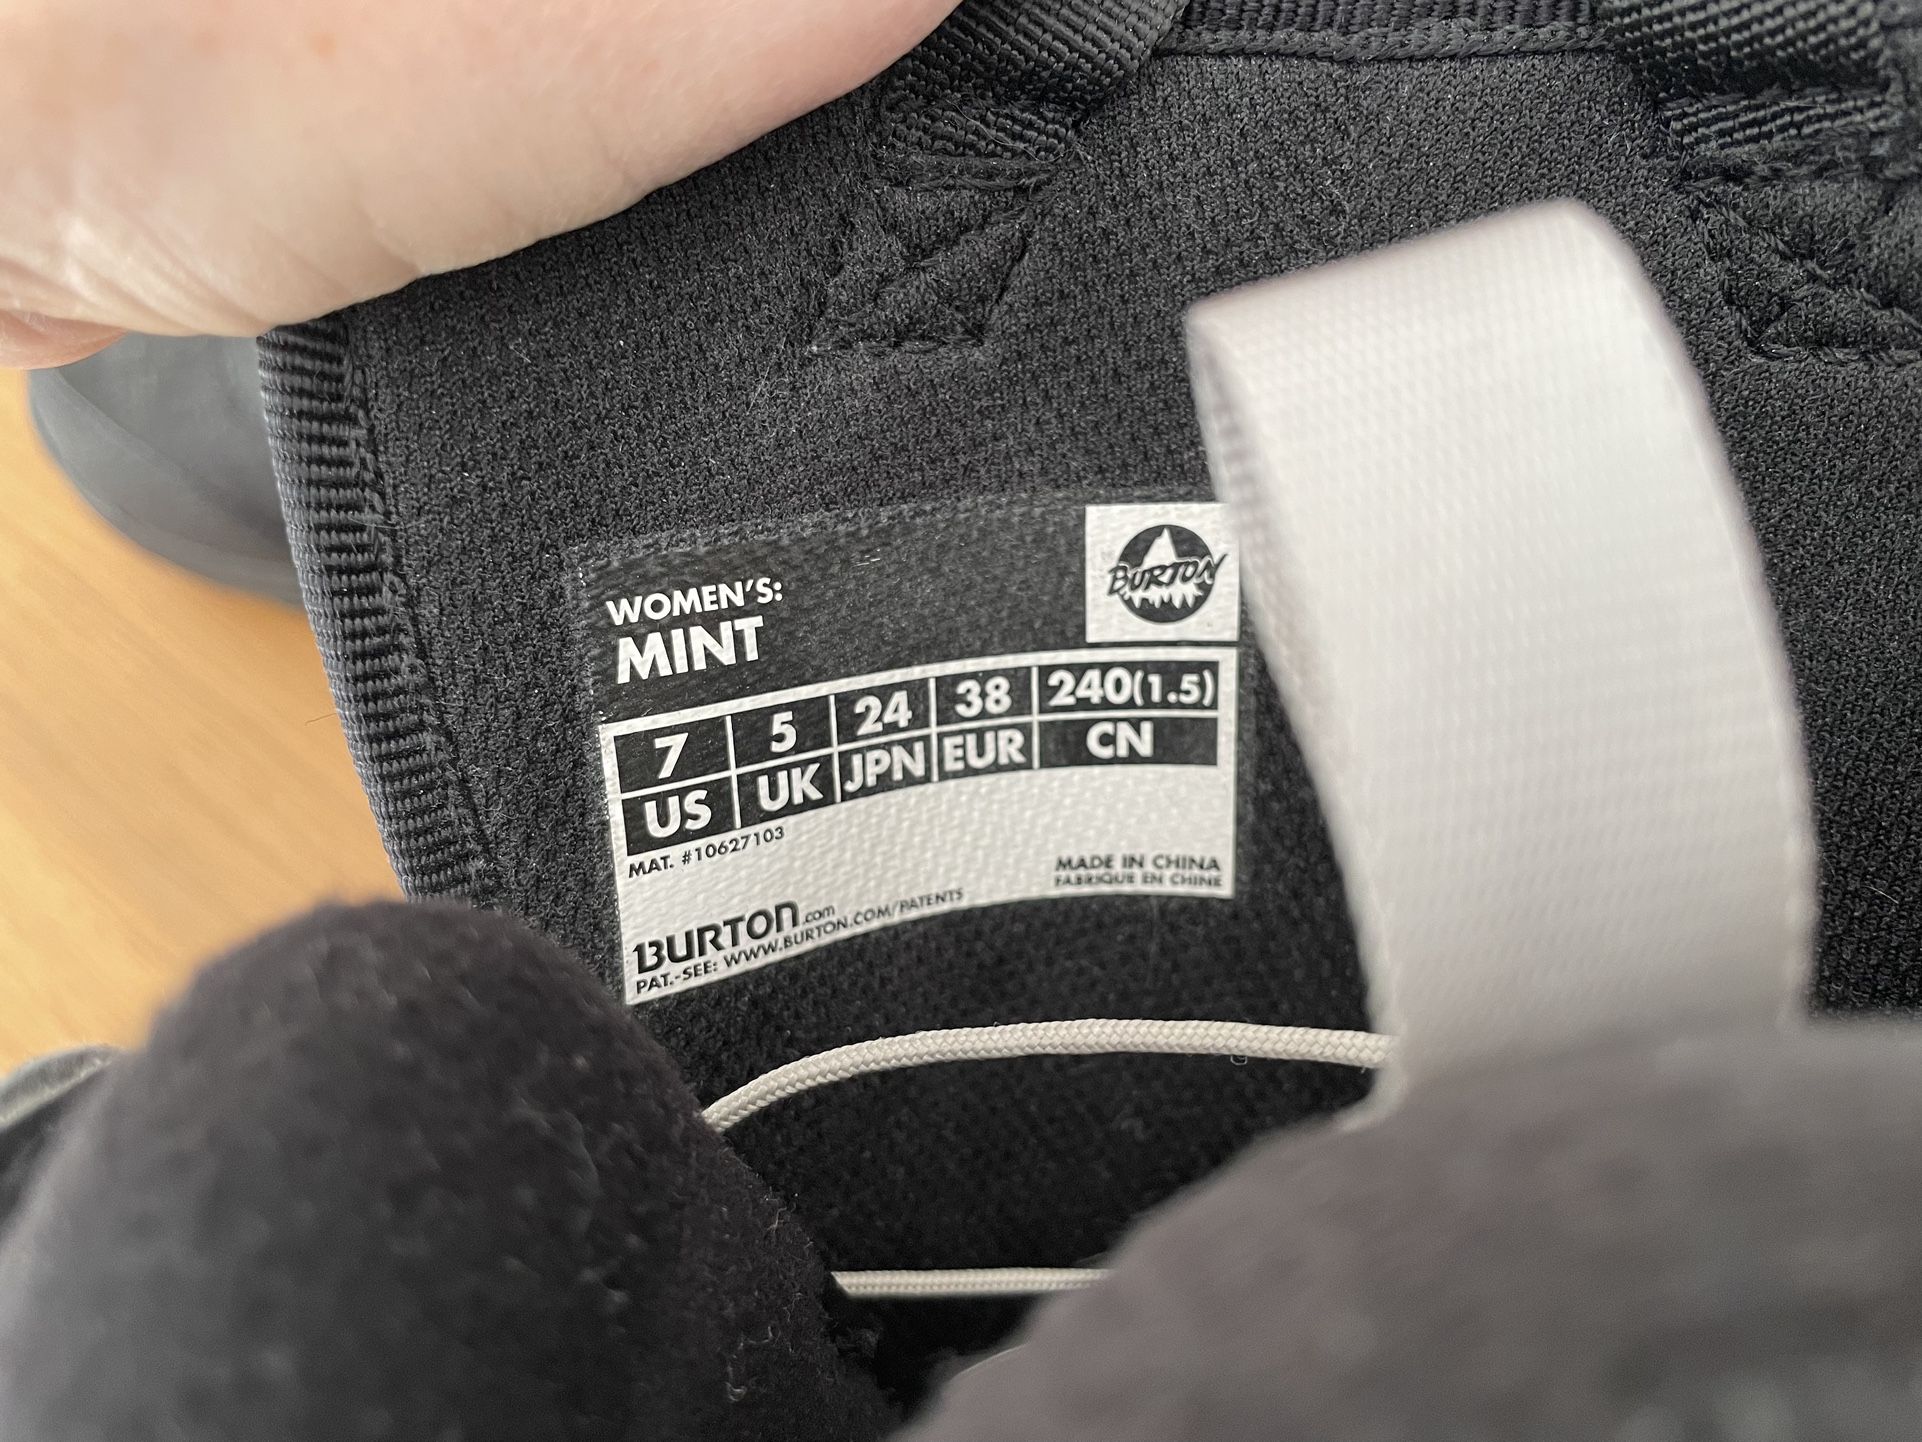 WOMEN'S:
MINT
BURTON
7 5 24 38 240(1.5)
US UK JPN EUR CN
MAT. #10627103
MADE IN CHINA
FABRIQUE EN CHINE
BURTON.com
PAT.-SEE: WWW.BURTON.COM/PATENTS